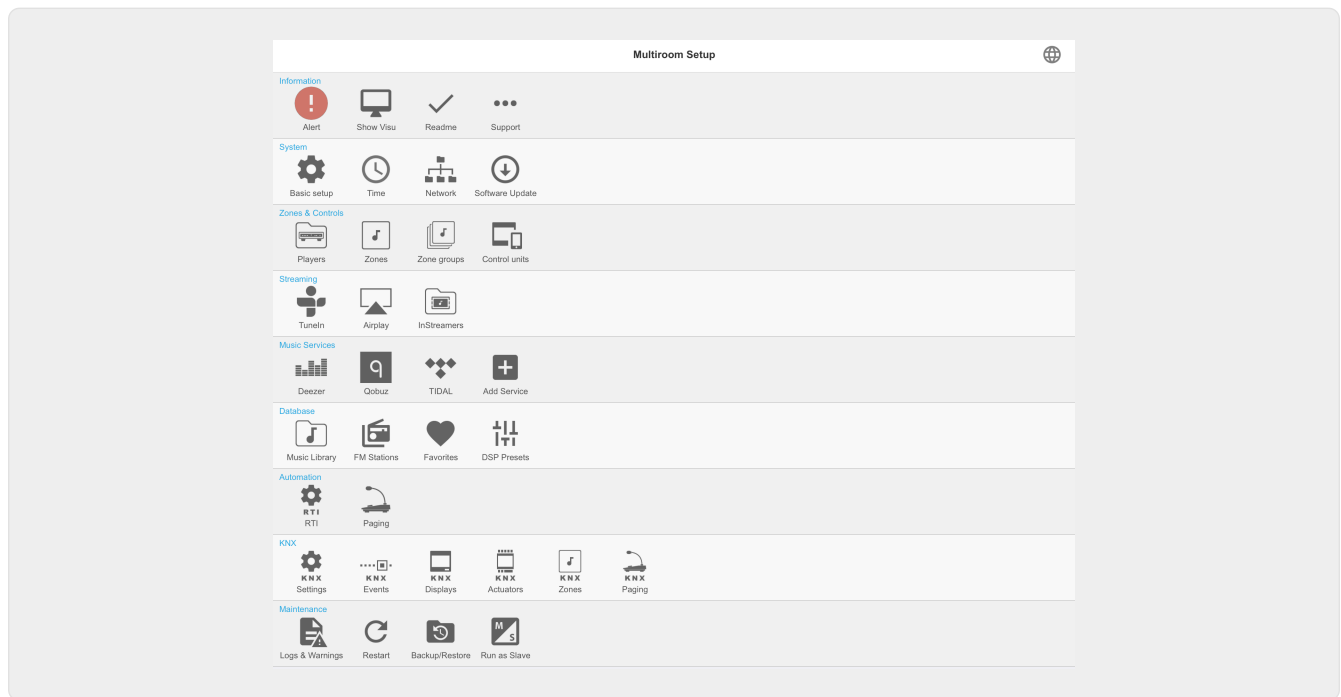 Multiroom Setup
Information
Alert Show Visu Readme Support
System
Basic setup Time Network Software Update
Zones & Controls
Players Zones Zone groups Control units
Streaming
TuneIn Airplay InStreamers
Music Services
q
Deezer Qobuz TIDAL Add Service
Database
Music Library FM Stations Favorites DSP Presets
Automation
RTI
RTI Paging
KNX
KNX KNX KNX KNX KNX KNX
Settings Events Displays Actuators Zones Paging
Maintenance
M S
Logs & Warnings Restart Backup/Restore Run as Slave